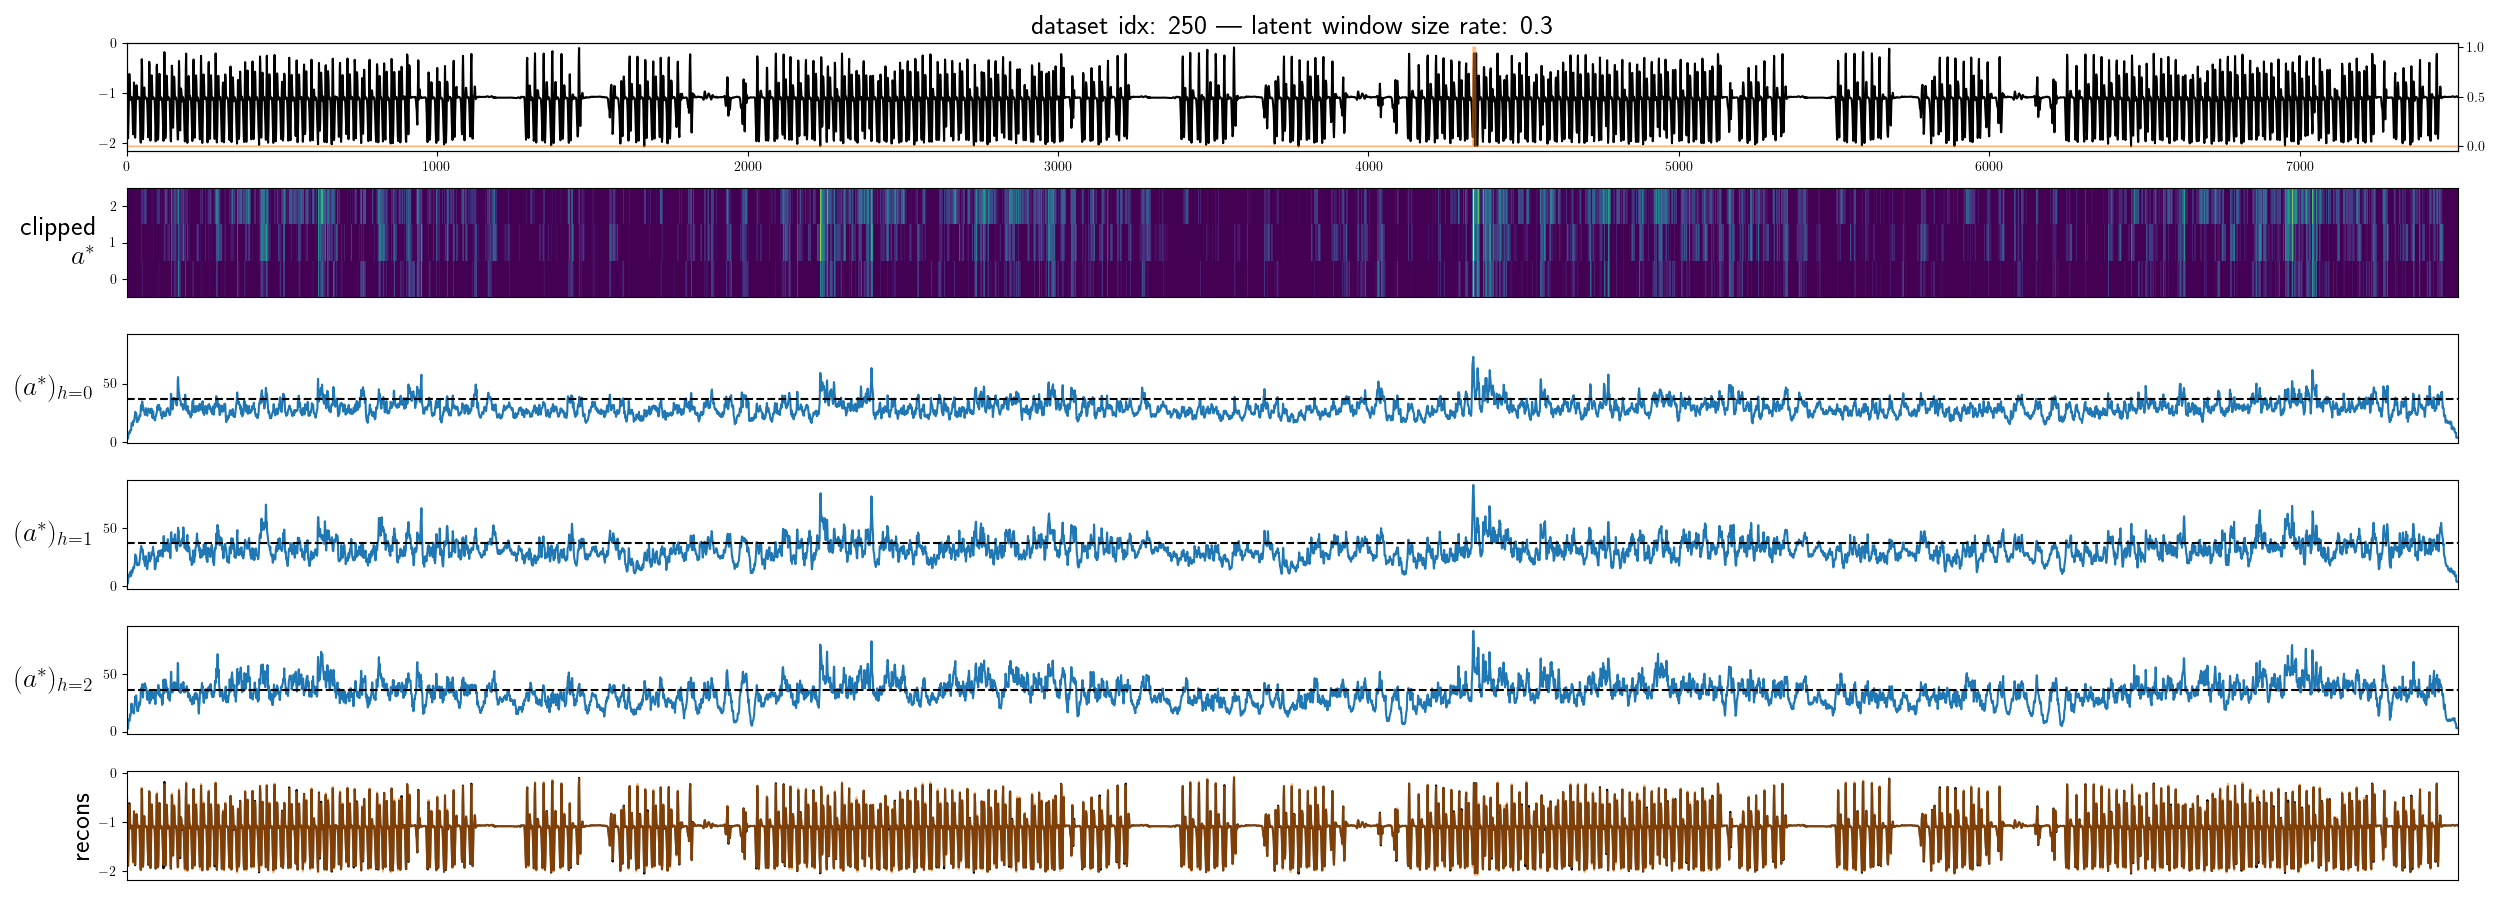 dataset idx: 250 — latent window size rate: 0.3
0
−1
−2
1.0
0.5
0.0
0 1000 2000 3000 4000 5000 6000 7000
clipped
a*
2
1
0
(a*)h=0
50
0
(a*)h=1
50
0
(a*)h=2
50
0
recons
0
−1
−2